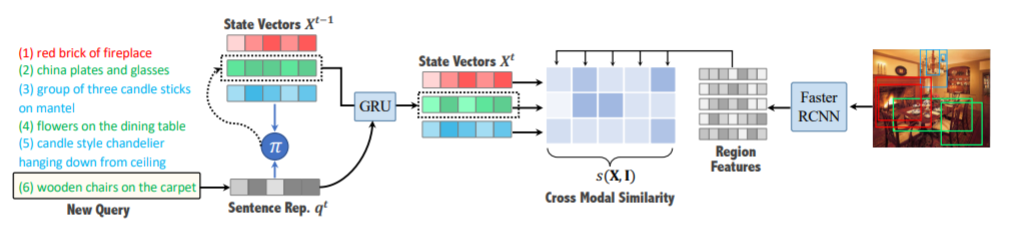 (1) red brick of fireplace
(2) china plates and glasses
(3) group of three candle sticks
on mantel
(4) flowers on the dining table
(5) candle style chandelier
hanging down from ceiling
(6) wooden chairs on the carpet
New Query
State Vectors X^{t−1}
π
Sentence Rep. q^t
GRU
State Vectors X^t
s(X, I)
Cross Modal Similarity
Region
Features
Faster
RCNN